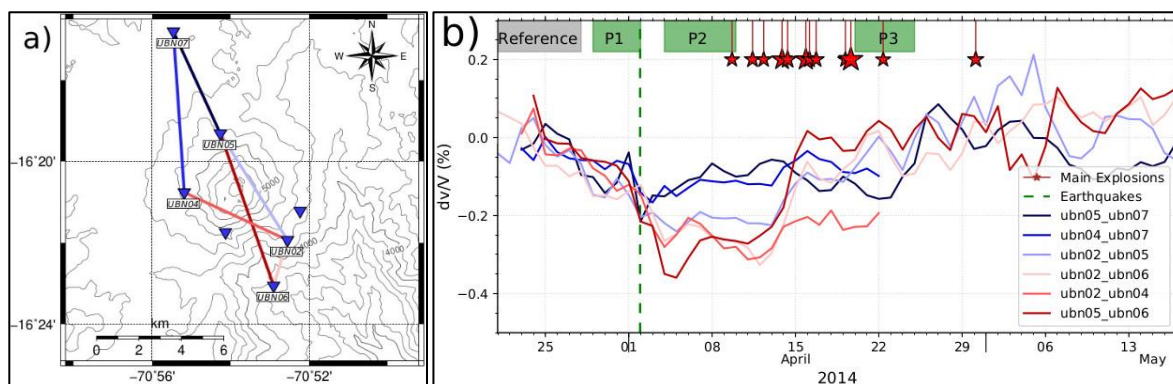 a)
N
W E
S
UBN07
UBN05
5000
UBN04
UBN02
4000
UBN06
−16°20
−16°24
km
0 2 4 6
−70°56 −70°52
b)
Reference P1 P2 P3
dv/V (%)
0.2
0.0
−0.2
−0.4
Main Explosions
Earthquakes
ubn05_ubn07
ubn04_ubn07
ubn02_ubn05
ubn02_ubn06
ubn02_ubn04
ubn05_ubn06
25 01 08 15 22 29 06 13
April May
2014